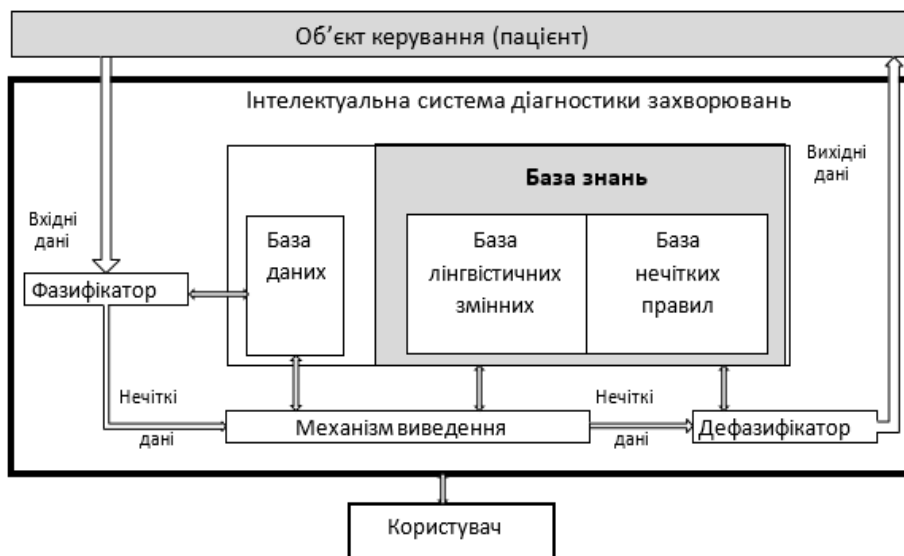 Об’єкт керування (пацієнт)
Інтелектуальна система діагностики захворювань
Вхідні
дані
Вихідні
дані
База знань
База
даних
База
лінгвістичних
змінних
База
нечітких
правил
Фазифікатор
Нечіткі
дані
Механізм виведення
Нечіткі
дані
Дефазифікатор
Користувач